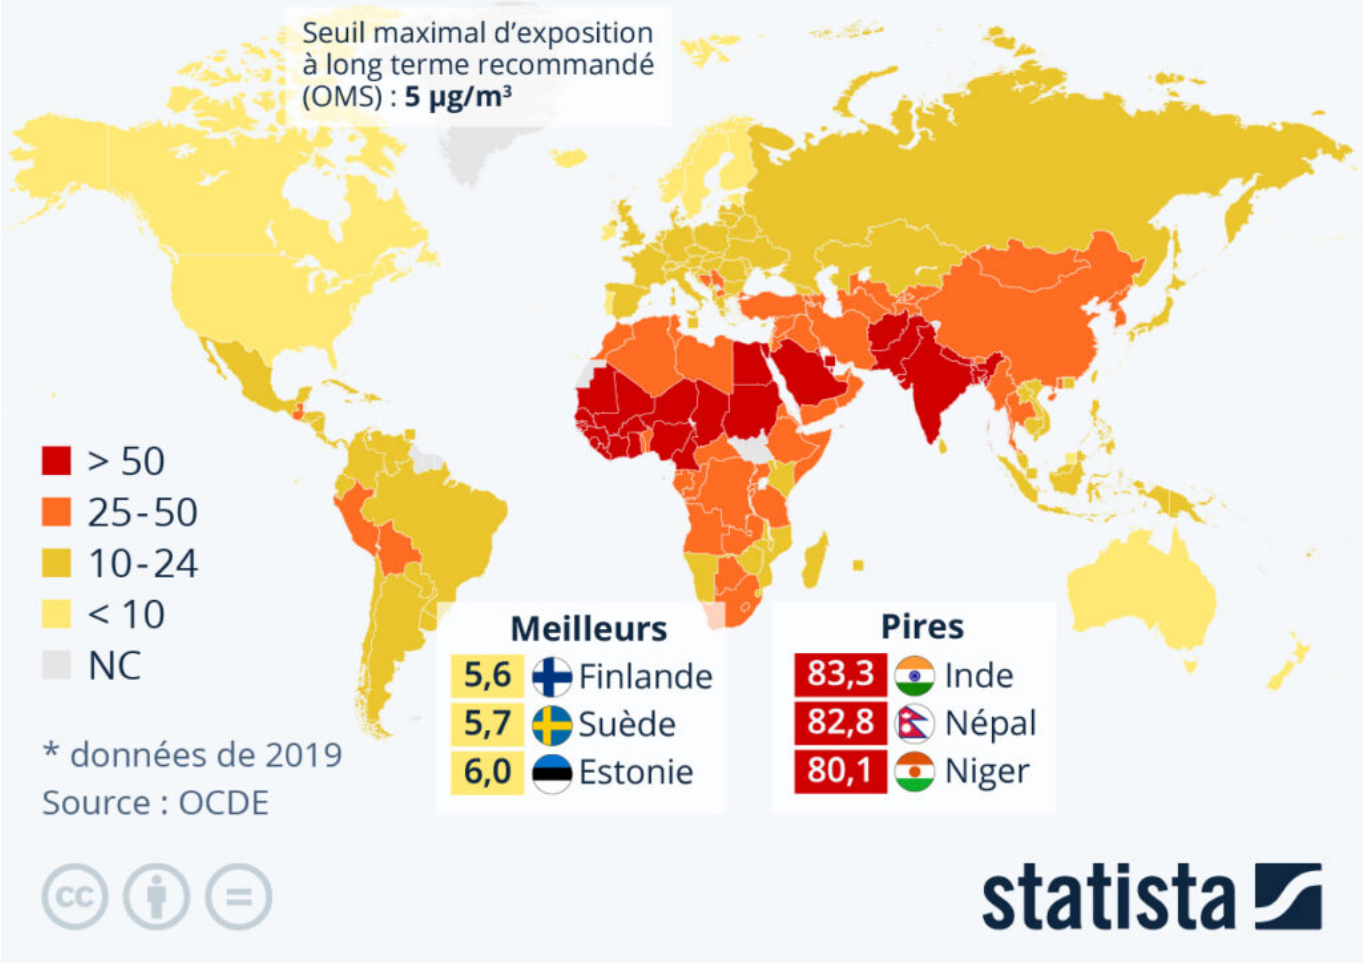 Seuil maximal d’exposition
à long terme recommandé
(OMS) : 5 µg/m³
> 50
25-50
10-24
< 10
NC
* données de 2019
Source : OCDE
Meilleurs
5,6 Finlande
5,7 Suède
6,0 Estonie
Pires
83,3 Inde
82,8 Népal
80,1 Niger
cc
statista